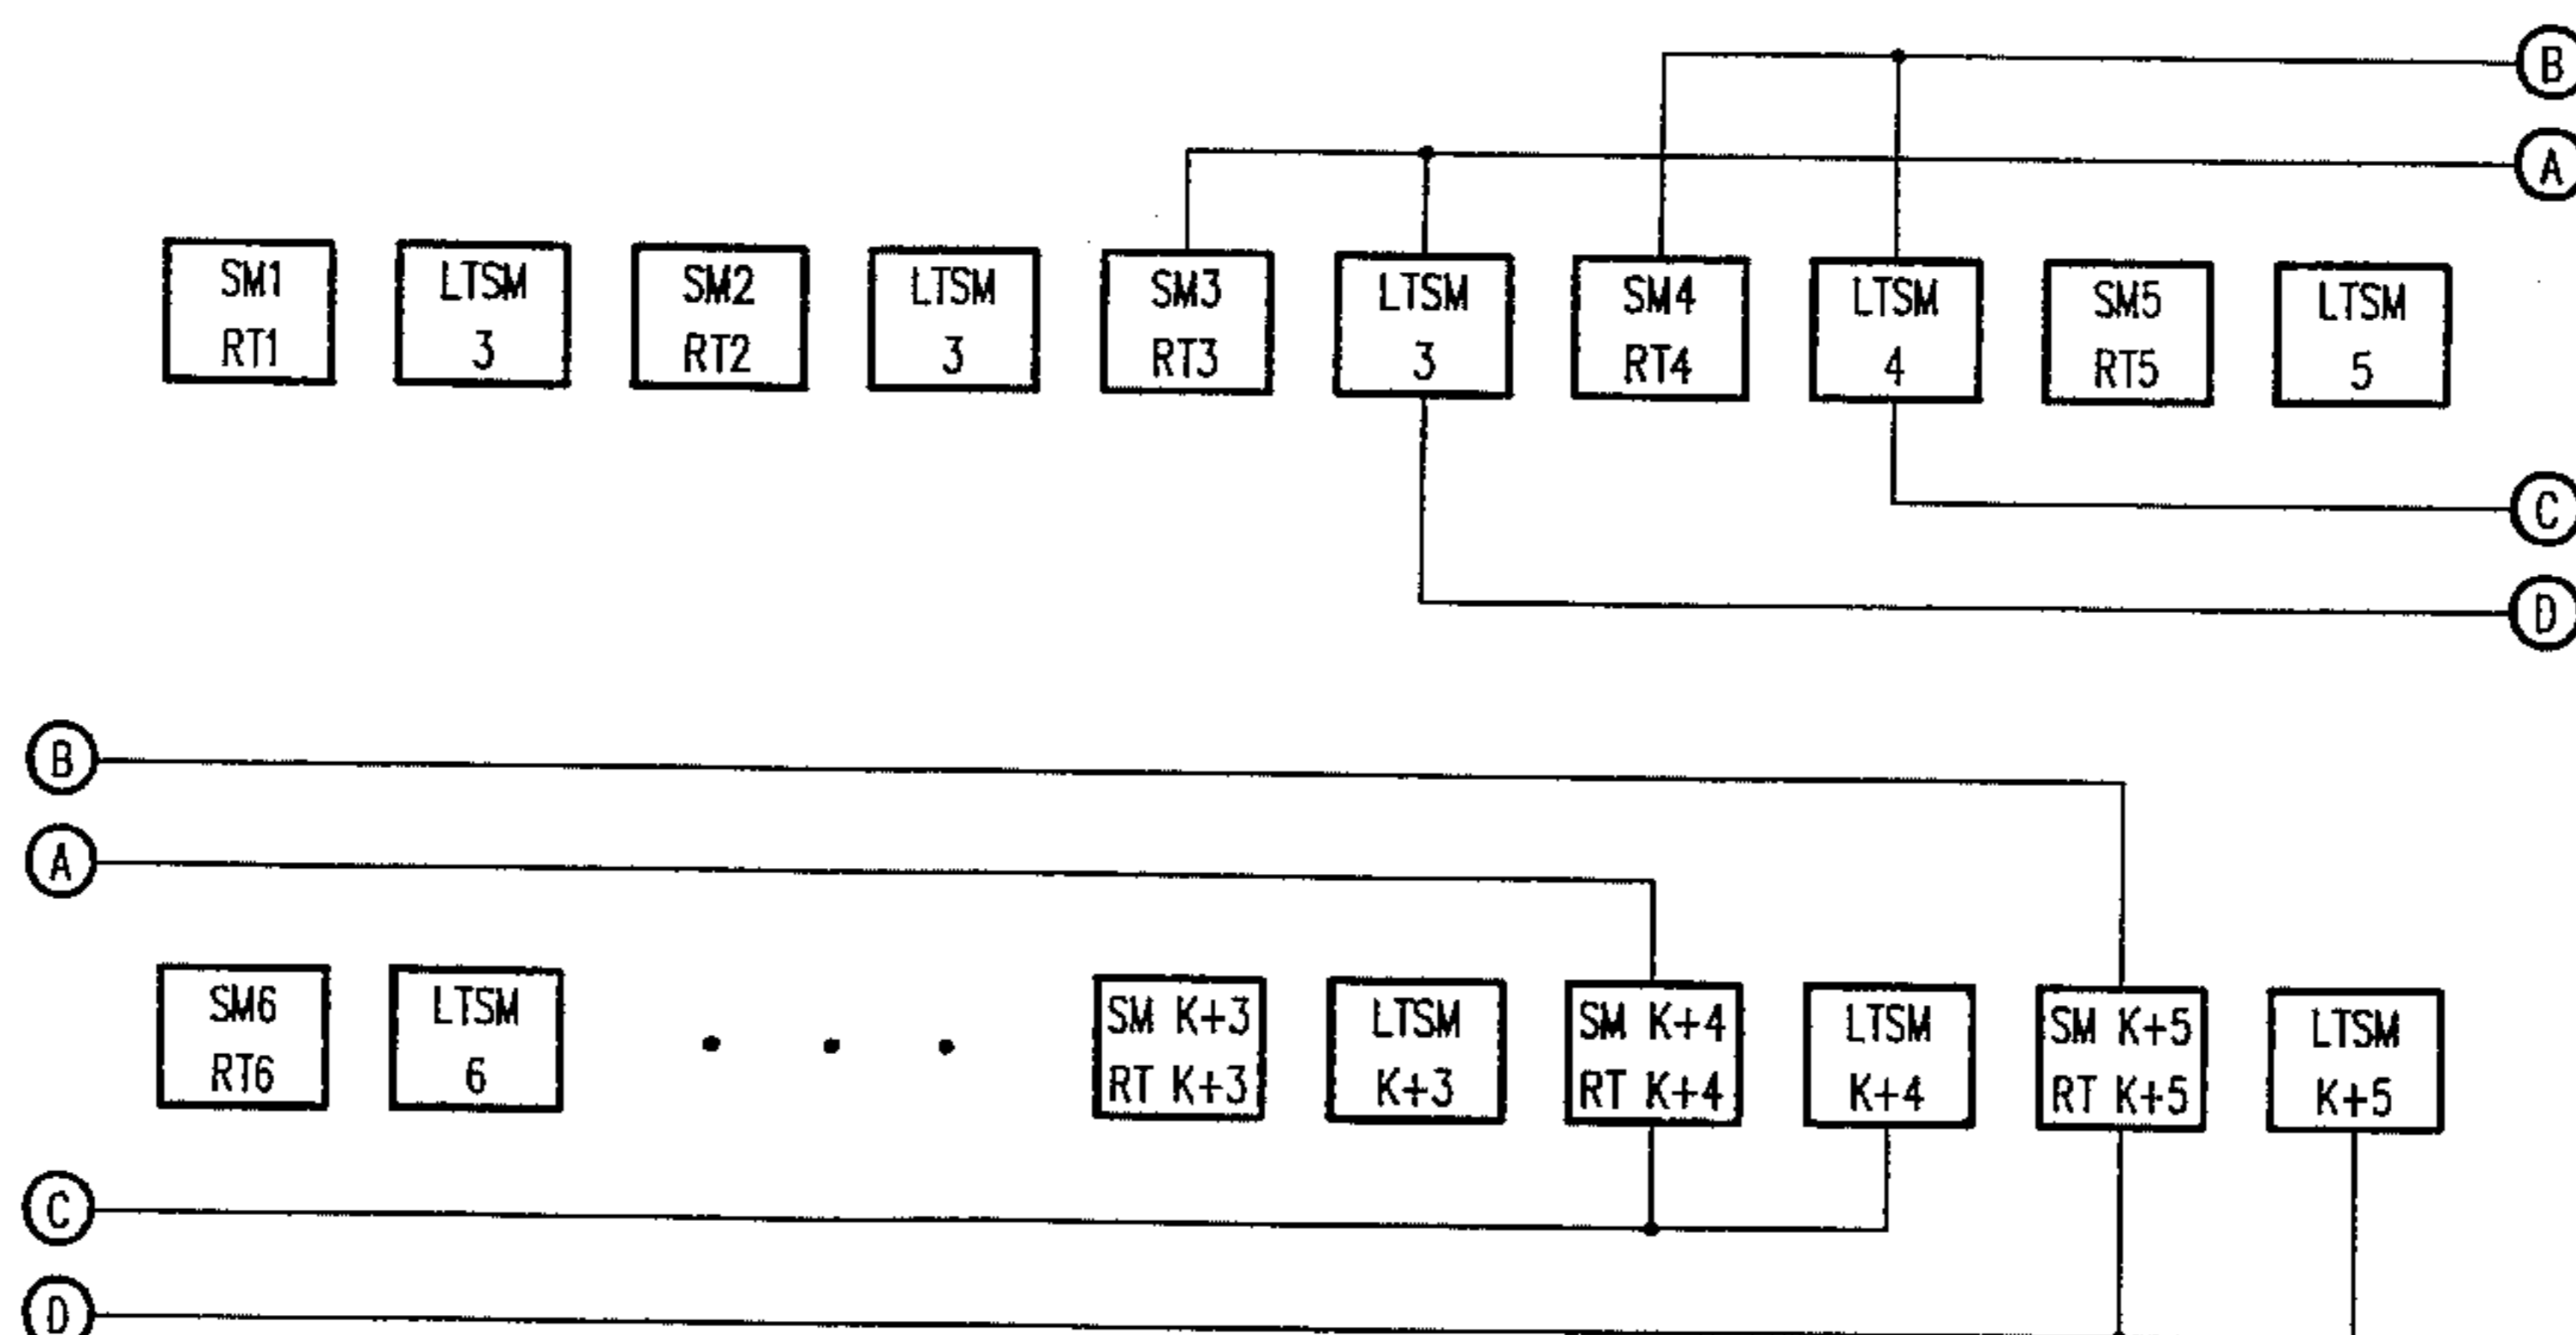 B
A
SM1
RT1
LTSM
3
SM2
RT2
LTSM
3
SM3
RT3
LTSM
3
SM4
RT4
LTSM
4
SM5
RT5
LTSM
5
C
D
B
A
SM6
RT6
LTSM
6
SM K+3
RT K+3
LTSM
K+3
SM K+4
RT K+4
LTSM
K+4
SM K+5
RT K+5
LTSM
K+5
C
D